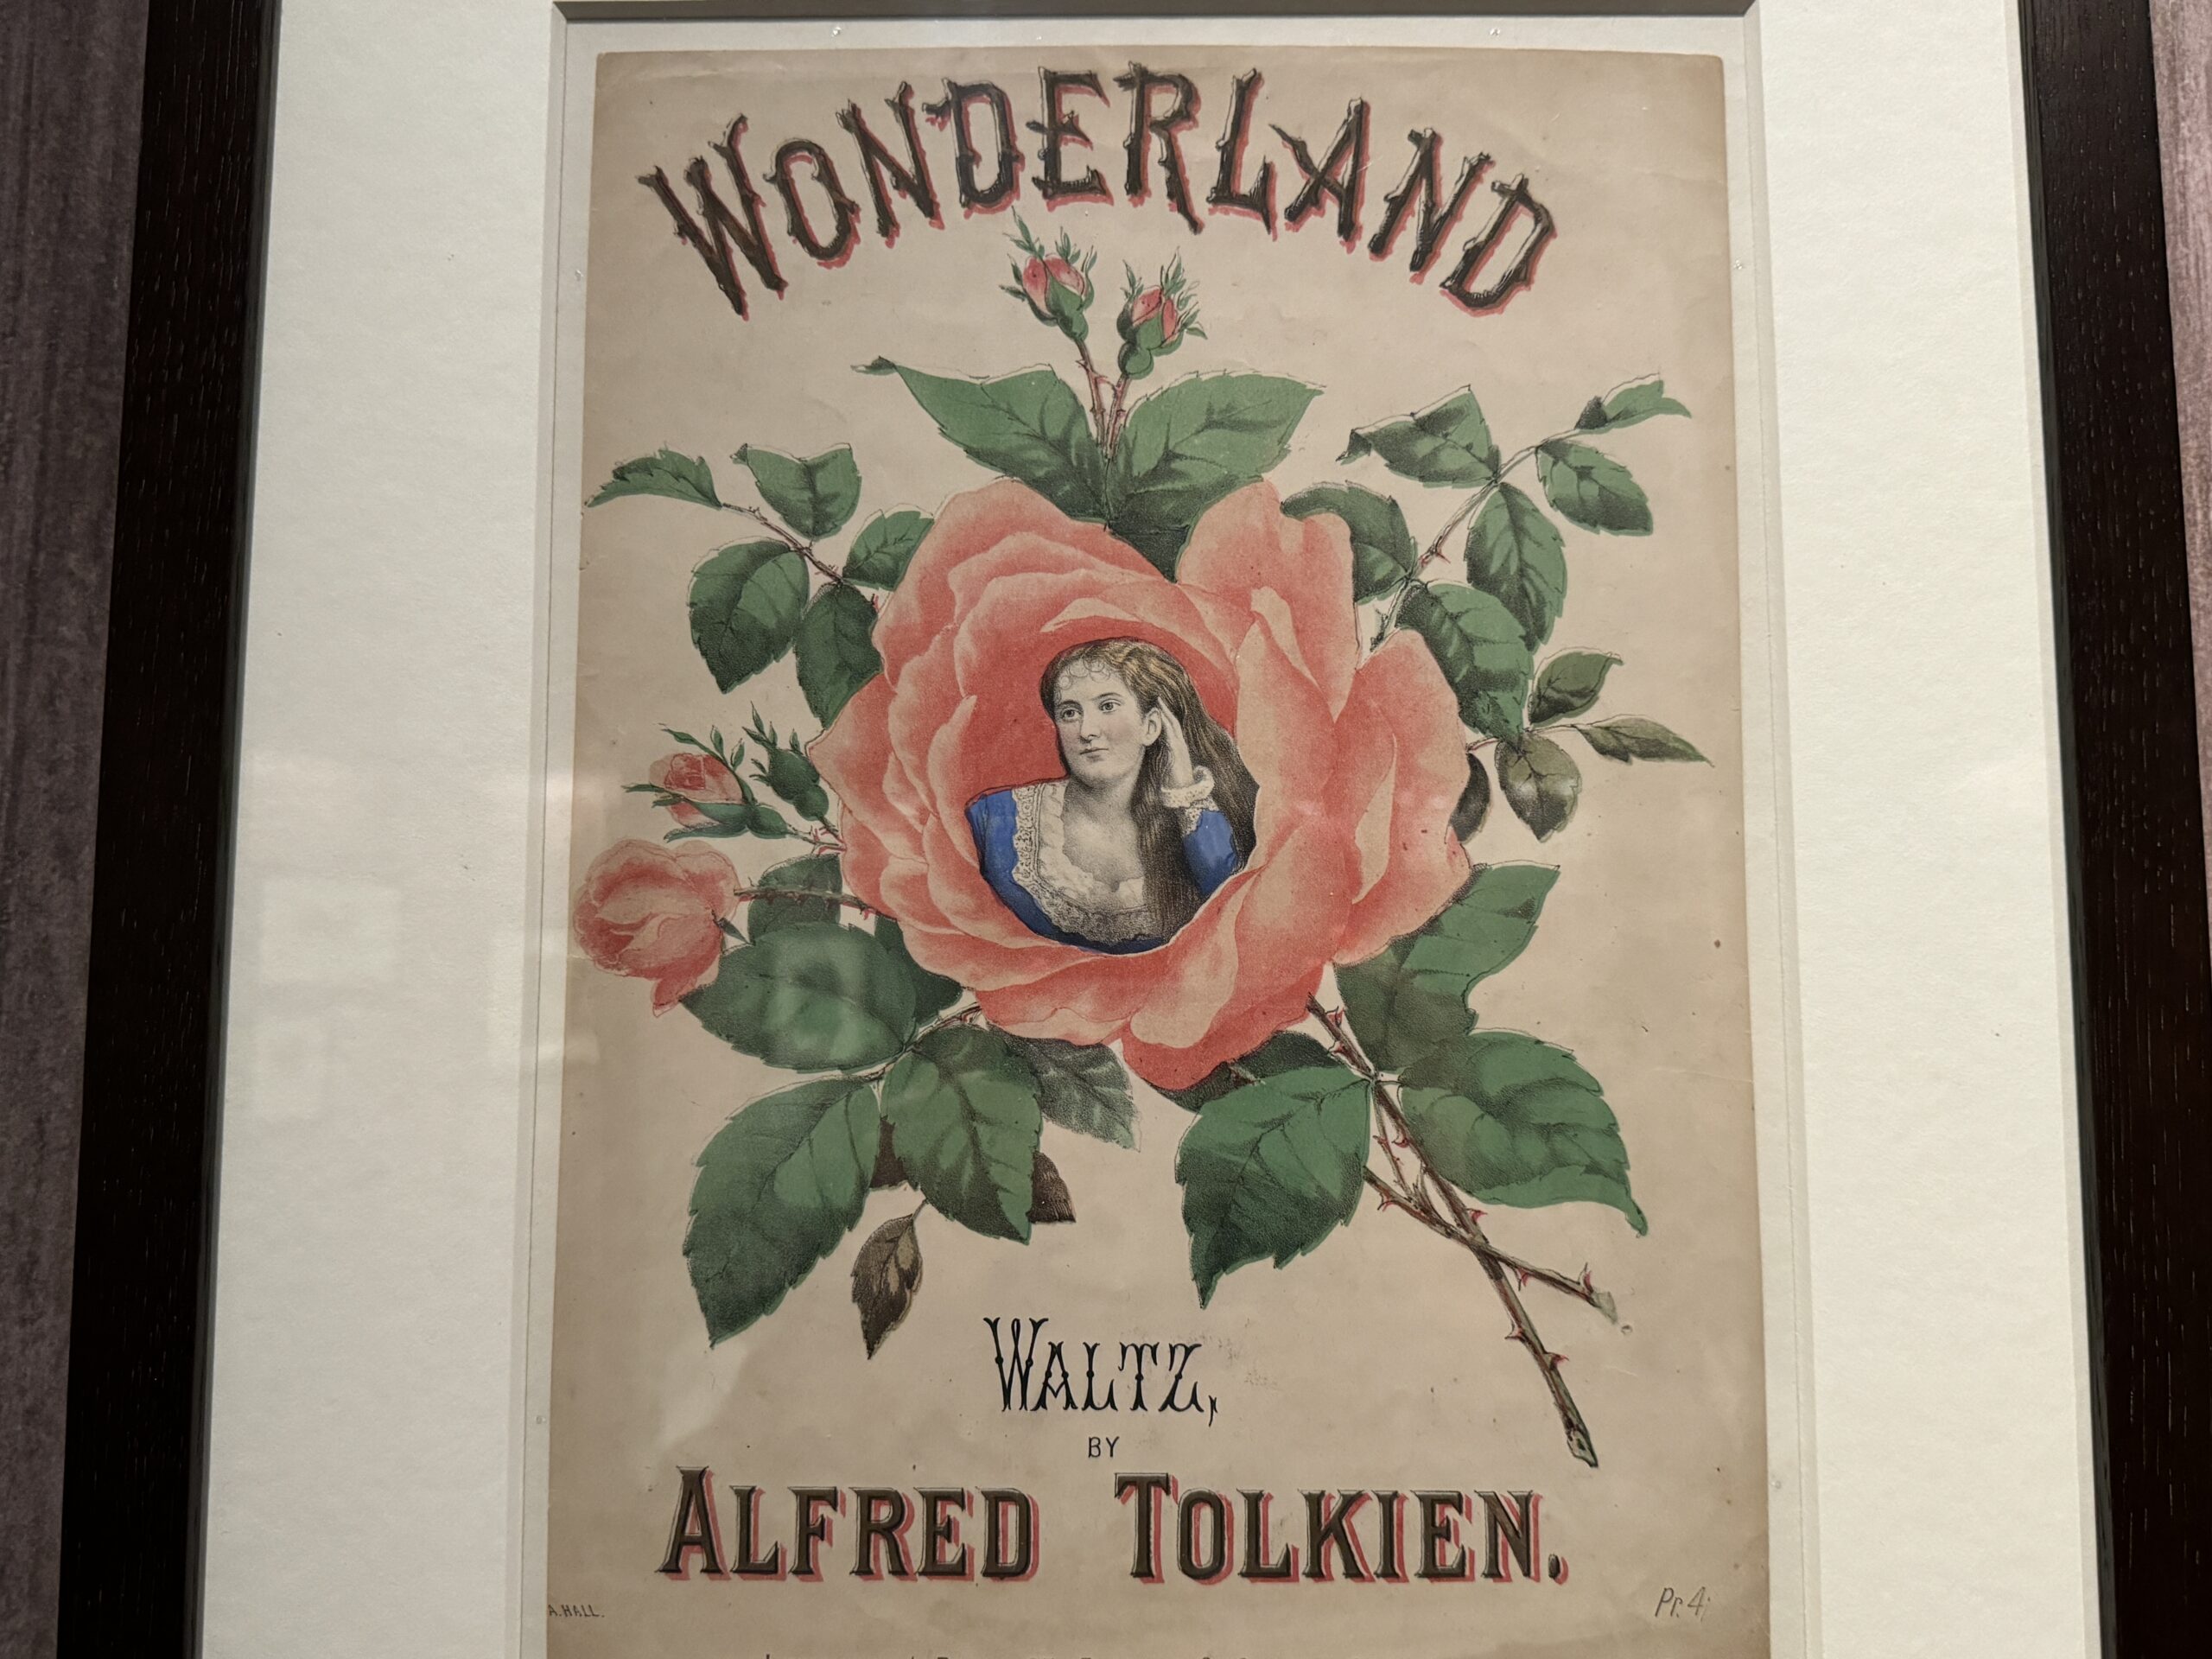 WONDERLAND
WALTZ,
BY
ALFRED TOLKIEN.
A. HALL.
Pr. 4/